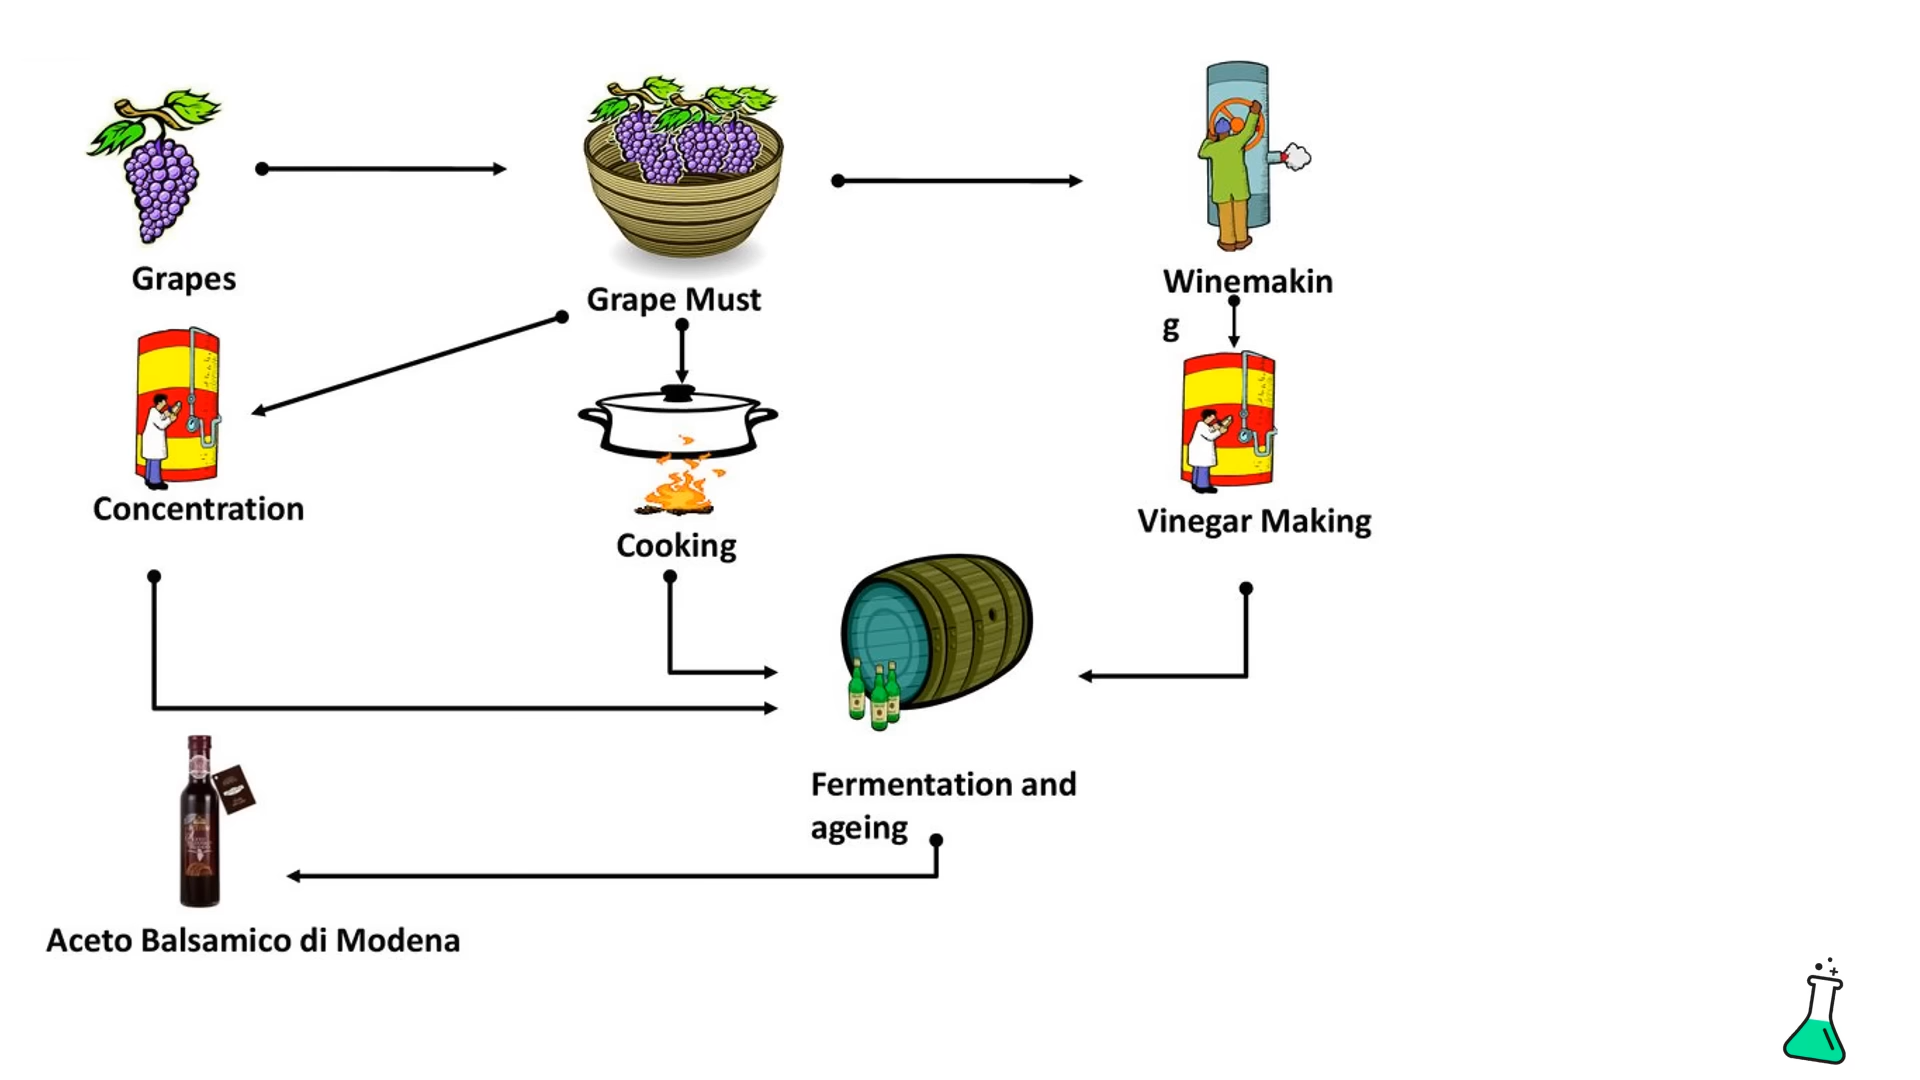 Grapes
Grape Must
Winemakin
g
Concentration
Cooking
Vinegar Making
Fermentation and
ageing
Aceto Balsamico di Modena